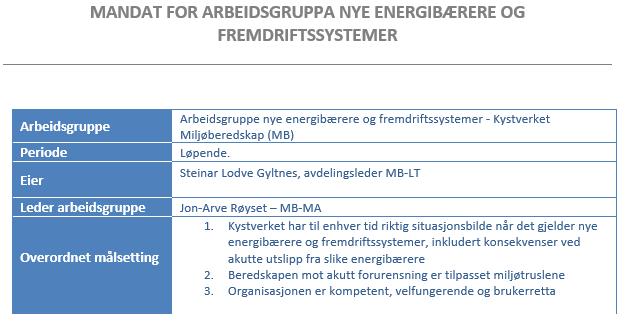 MANDAT FOR ARBEIDSGRUPPA NYE ENERGIBÆRERE OG
FREMDRIFTSSYSTEMER
Arbeidsgruppe
Arbeidsgruppe nye energibærere og fremdriftssystemer - Kystverket
Miljøberedskap (MB)
Periode
Løpende.
Eier
Steinar Lodve Gyltnes, avdelingsleder MB-LT
Leder arbeidsgruppe
Jon-Arve Røyset – MB-MA
Overordnet målsetting
1. Kystverket har til enhver tid riktig situasjonsbilde når det gjelder nye
energibærere og fremdriftssystemer, inkludert konsekvenser ved
akutte utslipp fra slike energibærere
2. Beredskapen mot akutt forurensning er tilpasset miljøtruslene
3. Organisasjonen er kompetent, velfungerende og brukerretta